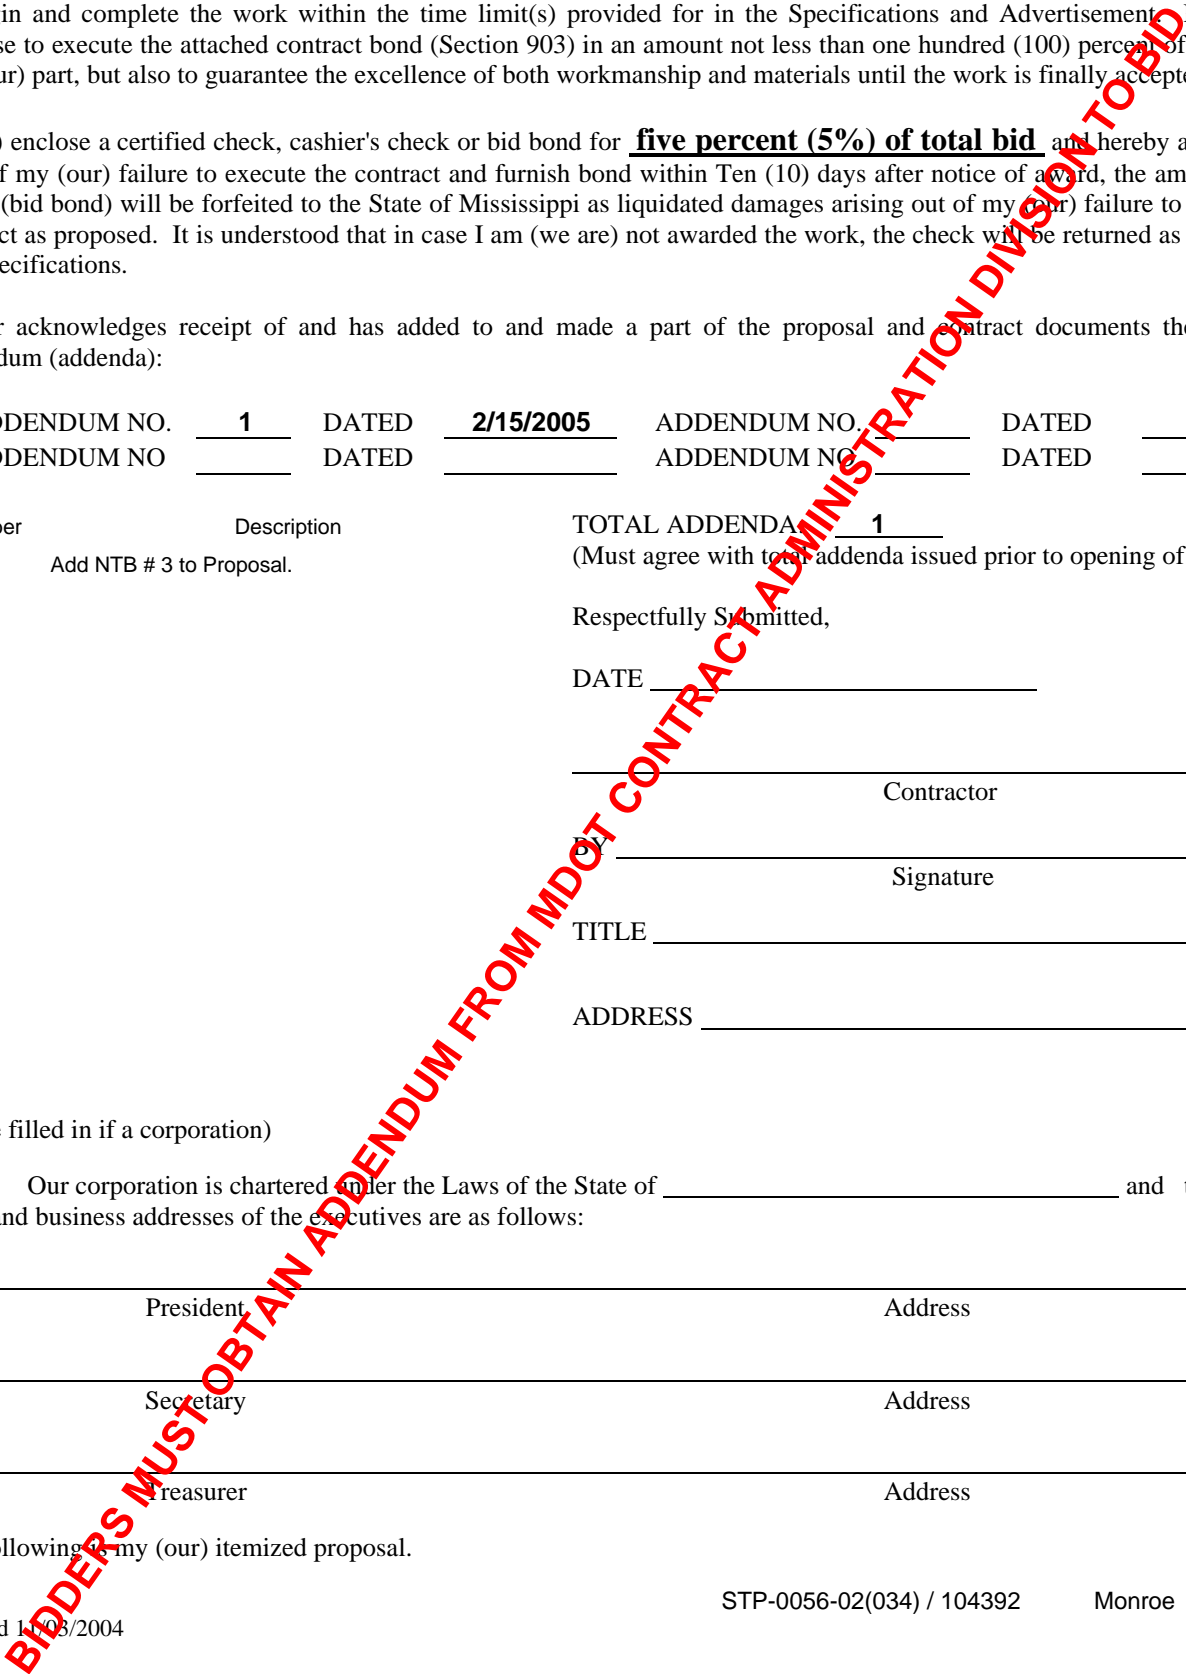 in and complete the work within the time limit(s) provided for in the Specifications and Advertisement.
se to execute the attached contract bond (Section 903) in an amount not less than one hundred (100) percent of
ur) part, but also to guarantee the excellence of both workmanship and materials until the work is finally accepte
) enclose a certified check, cashier's check or bid bond for five percent (5%) of total bid and hereby a
f my (our) failure to execute the contract and furnish bond within Ten (10) days after notice of award, the am
(bid bond) will be forfeited to the State of Mississippi as liquidated damages arising out of my (our) failure to
ct as proposed. It is understood that in case I am (we are) not awarded the work, the check will be returned as
ecifications.
r acknowledges receipt of and has added to and made a part of the proposal and contract documents the
dum (addenda):
DDENDUM NO. 1 DATED 2/15/2005 ADDENDUM NO. DATED
DDENDUM NO DATED ADDENDUM NO DATED
ber Description TOTAL ADDENDA: 1
Add NTB # 3 to Proposal. (Must agree with total addenda issued prior to opening of
Respectfully Submitted,
DATE
Contractor
BY
Signature
TITLE
ADDRESS
e filled in if a corporation)
Our corporation is chartered under the Laws of the State of and t
and business addresses of the executives are as follows:
President Address
Secretary Address
Treasurer Address
ollowing is my (our) itemized proposal.
STP-0056-02(034) / 104392 Monroe
d 11/03/2004
BIDDERS MUST OBTAIN ADDENDUM FROM MDOT CONTRACT ADMINISTRATION DIVISION TO BID